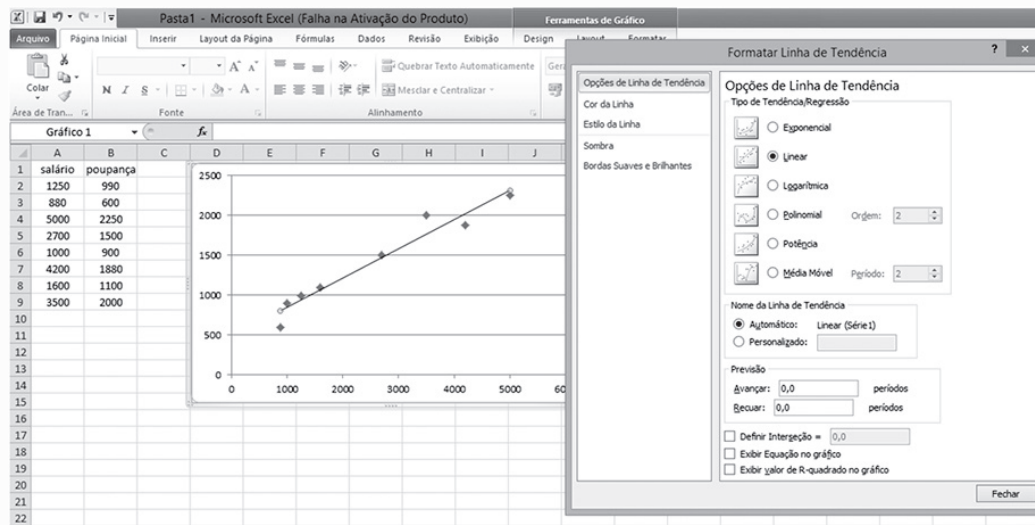 Pasta1 - Microsoft Excel (Falha na Ativação do Produto)
Ferramentas de Gráfico
Arquivo Página Inicial Inserir Layout da Página Fórmulas Dados Revisão Exibição Design Layout Formatar
Colar
N I S
A A
Quebrar Texto Automaticamente
Mesclar e Centralizar
Área de Tran... Fonte Alinhamento
Gráfico 1 fx
A B C D E F G H I J
1 salário poupança
2 1250 990
3 880 600
4 5000 2250
5 2700 1500
6 1000 900
7 4200 1880
8 1600 1100
9 3500 2000
10
11
12
13
14
15
16
17
18
19
20
21
22
2500
2000
1500
1000
500
0
0 1000 2000 3000 4000 5000
Formatar Linha de Tendência ? ×
Opções de Linha de Tendência
Cor da Linha
Estilo da Linha
Sombra
Bordas Suaves e Brilhantes
Opções de Linha de Tendência
Tipo de Tendência/Regressão
Exponencial
Linear
Logarítmica
Polinomial Ordem: 2
Potência
Média Móvel Período: 2
Nome da Linha de Tendência
Automático: Linear (Série1)
Personalizado:
Previsão
Avançar: 0,0 períodos
Recuar: 0,0 períodos
Definir Interseção = 0,0
Exibir Equação no gráfico
Exibir valor de R-quadrado no gráfico
Fechar